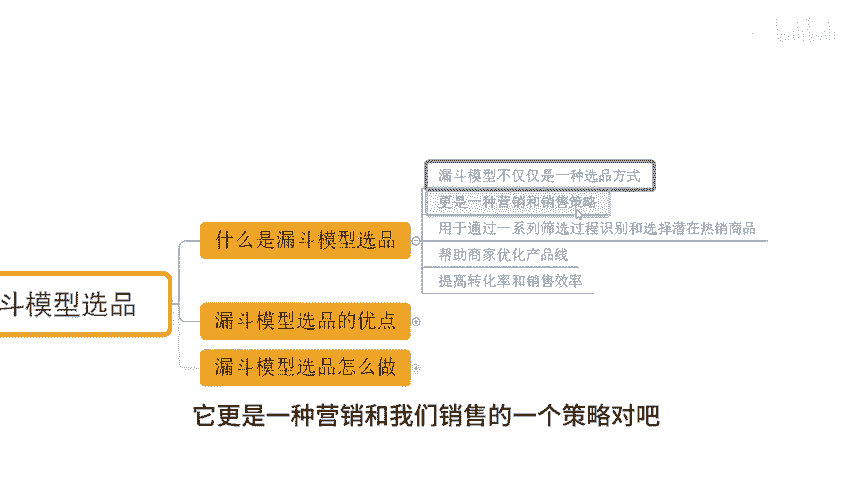 漏斗模型不仅仅是一种选品方式
更是一种营销和销售策略
用于通过一系列筛选过程识别和选择潜在热销商品
帮助商家优化产品线
提高转化率和销售效率
什么是漏斗模型选品
斗模型选品
漏斗模型选品的优点
漏斗模型选品怎么做
它更是一种营销和我们销售的一个策略对吧